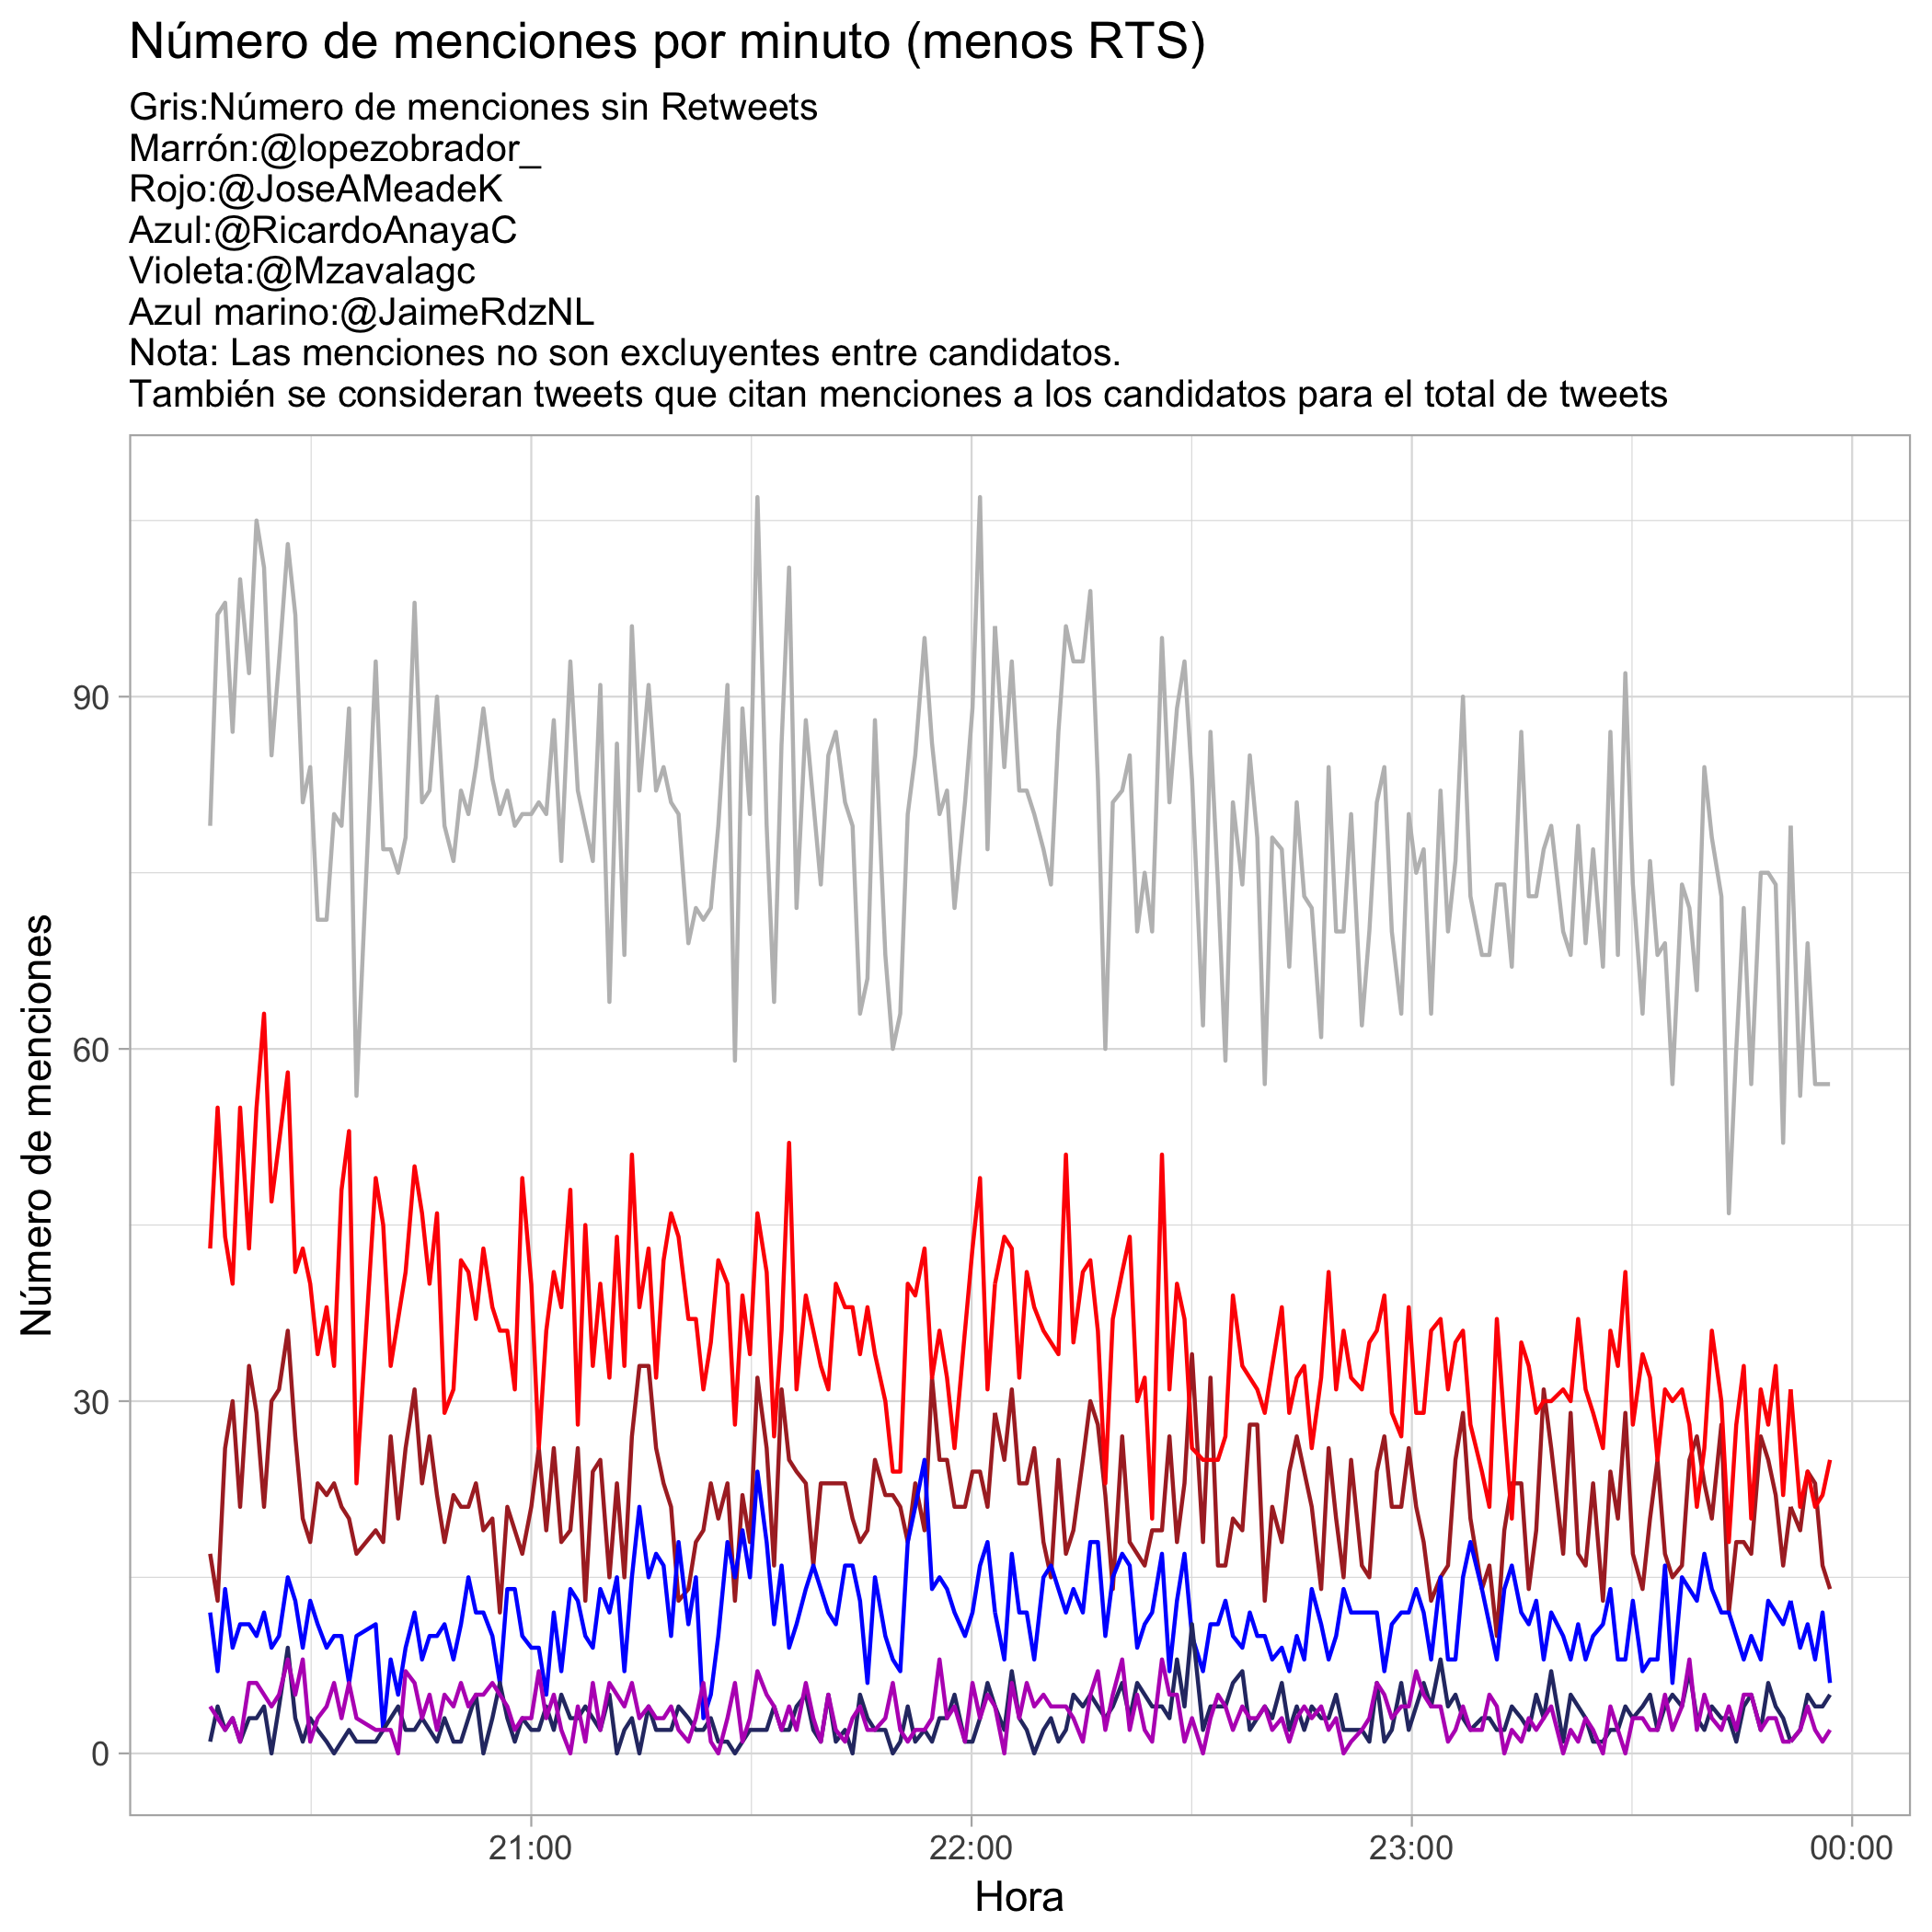 Número de menciones por minuto (menos RTS)
Gris:Número de menciones sin Retweets
Marrón:@lopezobrador_
Rojo:@JoseAMeadeK
Azul:@RicardoAnayaC
Violeta:@Mzavalagc
Azul marino:@JaimeRdzNL
Nota: Las menciones no son excluyentes entre candidatos.
También se consideran tweets que citan menciones a los candidatos para el total de tweets
Número de menciones
90
60
30
0
21:00
22:00
23:00
00:00
Hora